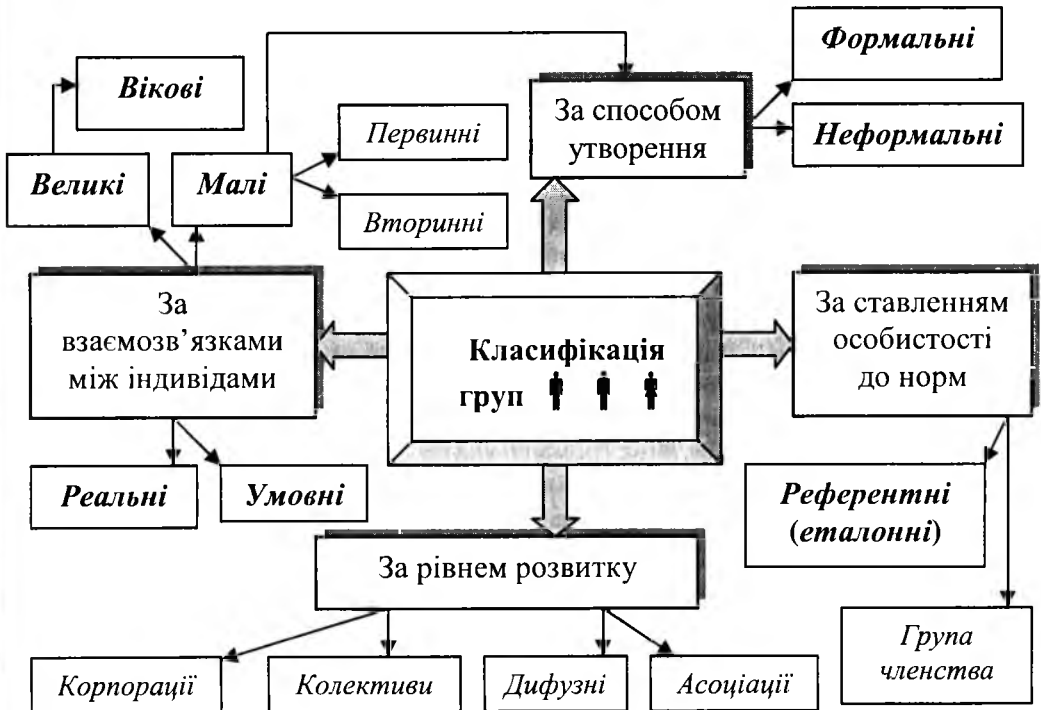 Формальні
Вікові
За способом
утворення
Первинні
Неформальні
Великі
Малі
Вторинні
За
взаємозв’язками
між індивідами
Класифікація
груп
За ставленням
особистості
до норм
Реальні
Умовні
Референтні
(еталонні)
За рівнем розвитку
Група
членства
Корпорації
Колективи
Дифузні
Асоціації